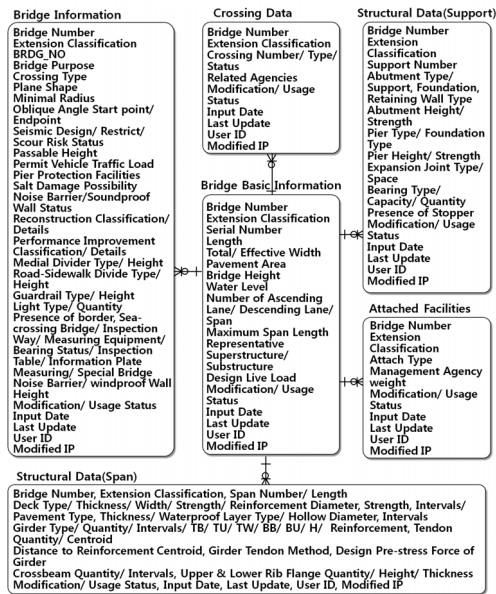 Bridge Information
Bridge Number
Extension Classification
BRDG_NO
Bridge Purpose
Crossing Type
Plane Shape
Minimal Radius
Oblique Angle Start point/
Endpoint
Seismic Design/ Restrict/
Scour Risk Status
Passable Height
Permit Vehicle Traffic Load
Pier Protection Facilities
Salt Damage Possibility
Noise Barrier/Soundproof
Wall Status
Reconstruction Classification/
Details
Performance Improvement
Classification/ Details
Medial Divider Type/ Height
Road-Sidewalk Divide Type/
Height
Guardrail Type/ Height
Light Type/ Quantity
Presence of border, Sea-
crossing Bridge/ Inspection
Way/ Measuring Equipment/
Bearing Status/ Inspection
Table/ Information Plate
Measuring/ Special Bridge
Noise Barrier/ windproof Wall
Height
Modification/ Usage Status
Input Date
Last Update
User ID
Modified IP
Crossing Data
Bridge Number
Extension Classification
Crossing Number/ Type/
Status
Related Agencies
Modification/ Usage
Status
Input Date
Last Update
User ID
Modified IP
Bridge Basic Information
Bridge Number
Extension Classification
Serial Number
Length
Total/ Effective Width
Pavement Area
Bridge Height
Water Level
Number of Ascending
Lane/ Descending Lane/
Span
Maximum Span Length
Representative
Superstructure/
Substructure
Design Live Load
Modification/ Usage
Status
Input Date
Last Update
User ID
Modified IP
Structural Data(Support)
Bridge Number
Extension
Classification
Support Number
Abutment Type/
Support, Foundation,
Retaining Wall Type
Abutment Height/
Strength
Pier Type/ Foundation
Type
Pier Height/ Strength
Expansion Joint Type/
Space
Bearing Type/
Capacity/ Quantity
Presence of Stopper
Modification/ Usage
Status
Input Date
Last Update
User ID
Modified IP
Attached Facilities
Bridge Number
Extension
Classification
Attach Type
Management Agency
weight
Modification/ Usage
Status
Input Date
Last Update
User ID
Modified IP
Structural Data(Span)
Bridge Number, Extension Classification, Span Number/ Length
Deck Type/ Thickness/ Width/ Strength/ Reinforcement Diameter, Strength, Intervals/
Pavement Type, Thickness/ Waterproof Layer Type/ Hollow Diameter, Intervals
Girder Type/ Quantity/ Intervals/ TB/ TU/ TW/ BB/ BU/ H/ Reinforcement, Tendon
Quantity/ Centroid
Distance to Reinforcement Centroid, Girder Tendon Method, Design Pre-stress Force of
Girder
Crossbeam Quantity/ Intervals, Upper & Lower Rib Flange Quantity/ Height/ Thickness
Modification/ Usage Status, Input Date, Last Update, User ID, Modified IP